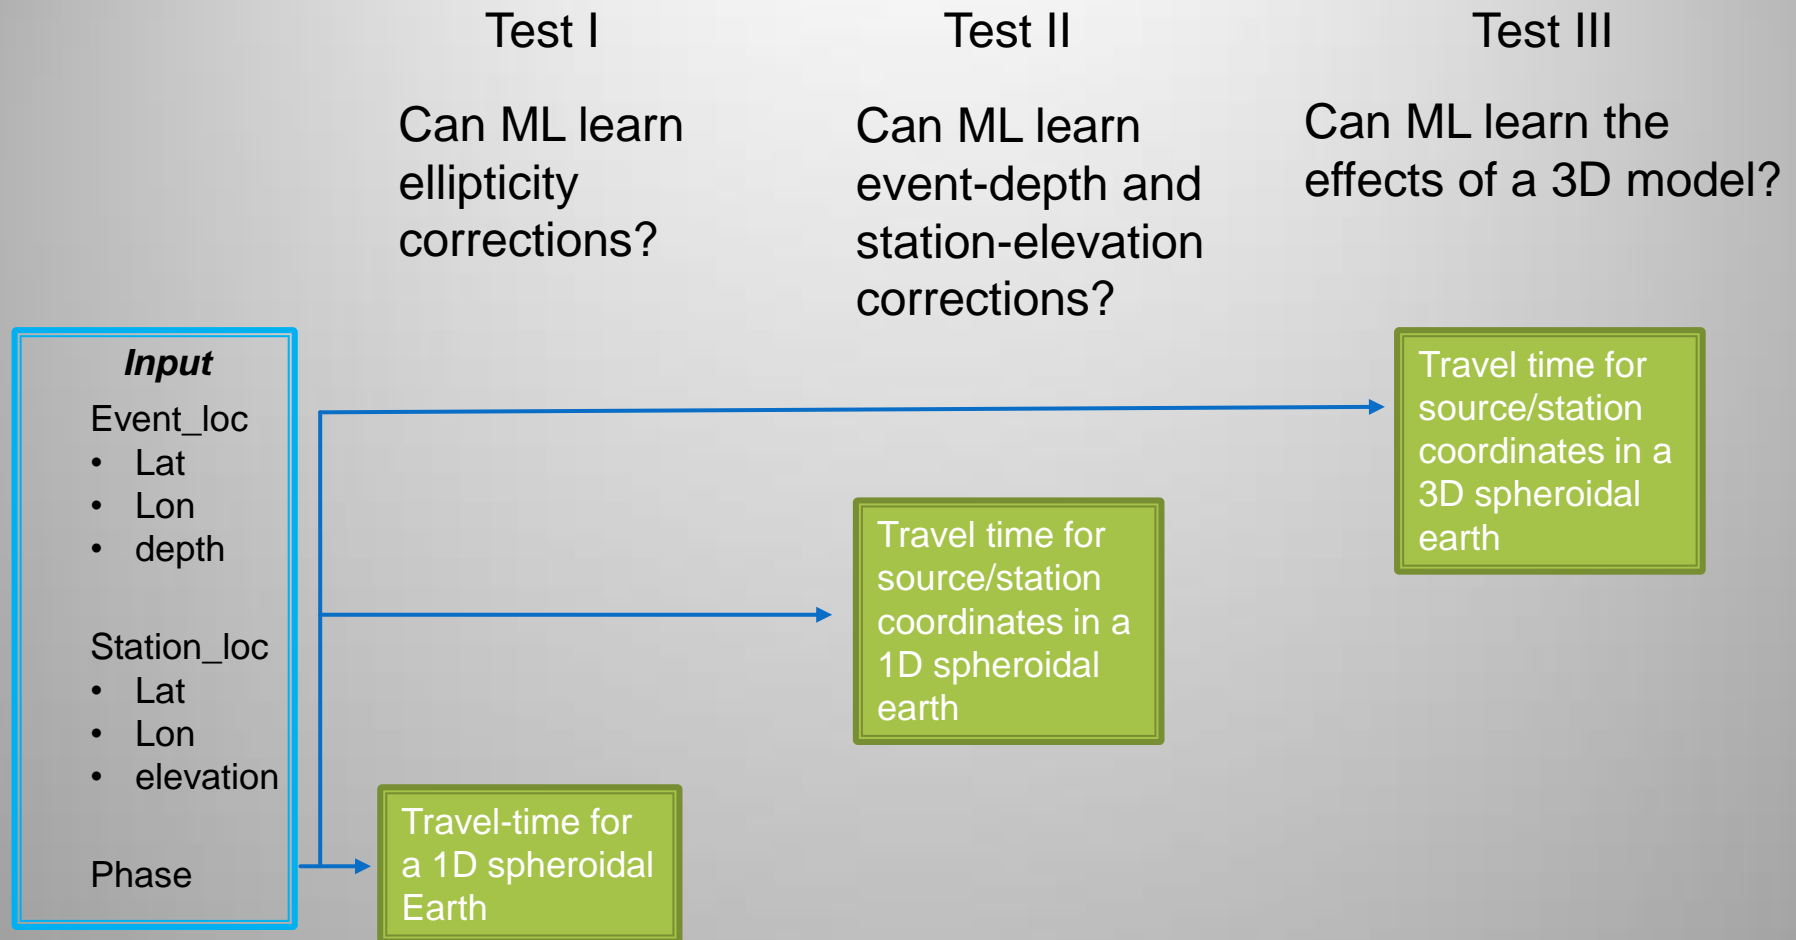 Test I
Can ML learn
ellipticity
corrections?
Test II
Can ML learn
event-depth and
station-elevation
corrections?
Test III
Can ML learn the
effects of a 3D model?
Input
Event_loc
• Lat
• Lon
• depth
Station_loc
• Lat
• Lon
• elevation
Phase
Travel-time for
a 1D spheroidal
Earth
Travel time for
source/station
coordinates in a
1D spheroidal
earth
Travel time for
source/station
coordinates in a
3D spheroidal
earth